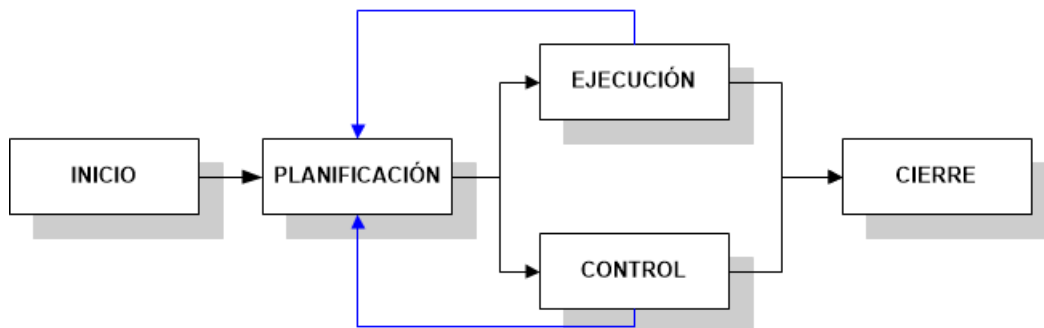 EJECUCIÓN
INICIO
PLANIFICACIÓN
CIERRE
CONTROL